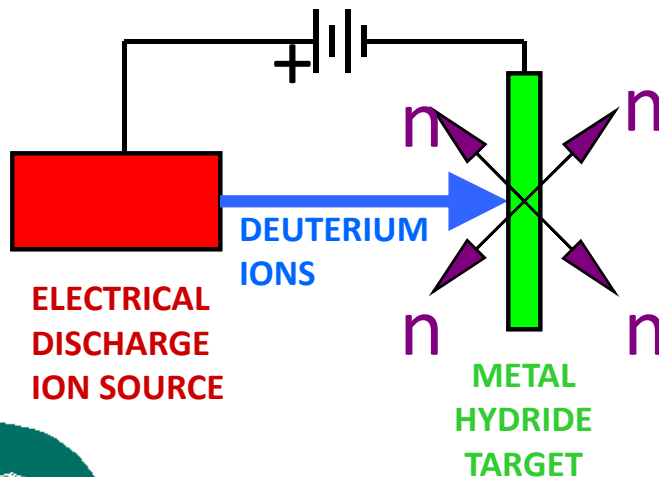 +
n
n
DEUTERIUM
IONS
ELECTRICAL
DISCHARGE
ION SOURCE
n
n
METAL
HYDRIDE
TARGET